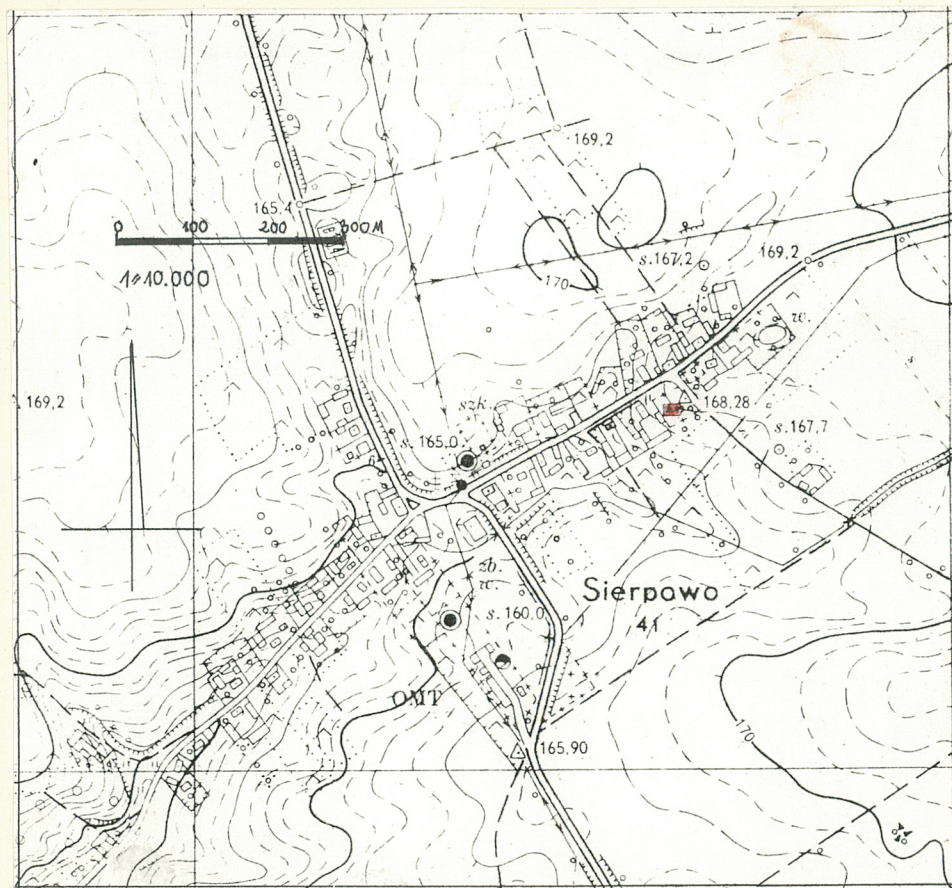 169,2
165,4
0 100 200 300M
1:10.000
s.167,2
169,2
170
w.
169,2
szk.
168,28
s.165.0
s.167,7
zb.
w.
s.160.0
Sierpowo
41
OMT
165.90
170